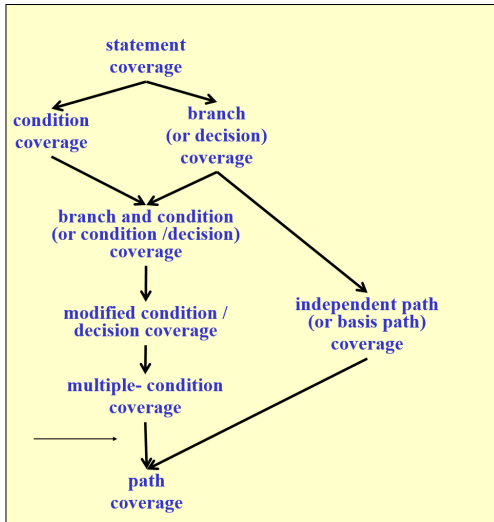 statement
coverage
condition
coverage
branch
(or decision)
coverage
branch and condition
(or condition /decision)
coverage
modified condition /
decision coverage
independent path
(or basis path)
coverage
multiple- condition
coverage
path
coverage